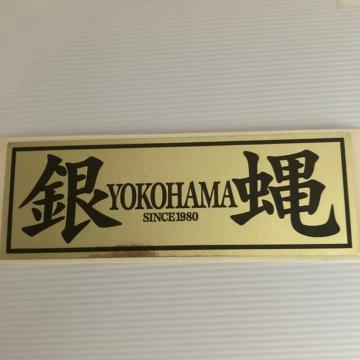 銀 YOKOHAMA 蝿
SINCE 1980